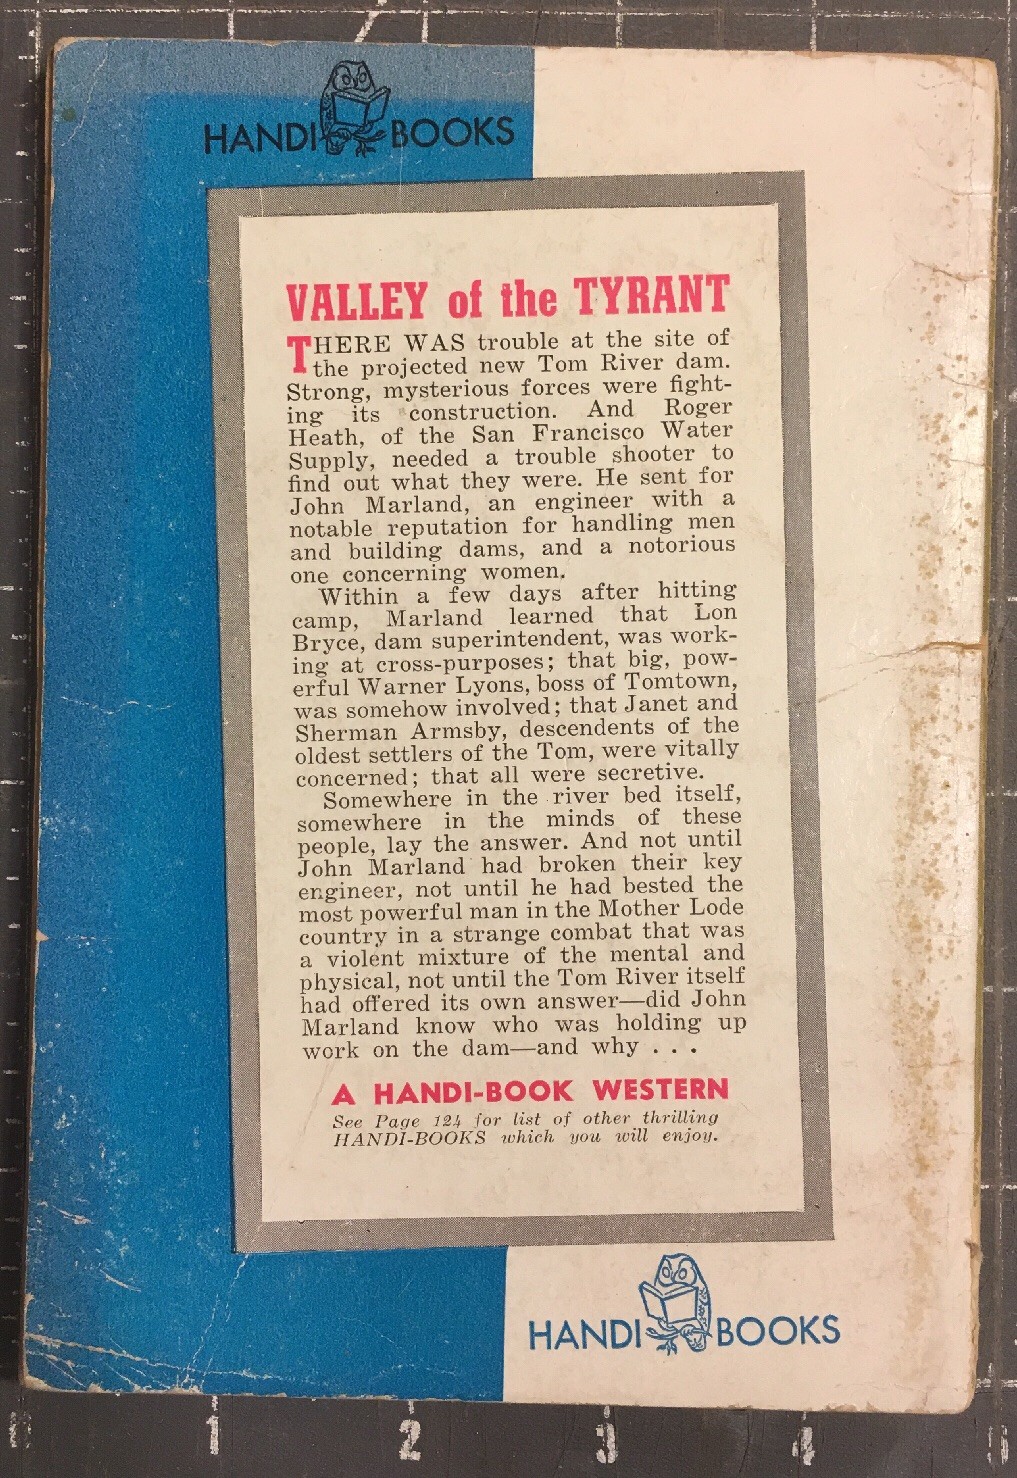 HANDI BOOKS
VALLEY of the TYRANT
THERE WAS trouble at the site of
the projected new Tom River dam.
Strong, mysterious forces were fight-
ing its construction. And Roger
Heath, of the San Francisco Water
Supply, needed a trouble shooter to
find out what they were. He sent for
John Marland, an engineer with a
notable reputation for handling men
and building dams, and a notorious
one concerning women.
Within a few days after hitting
camp, Marland learned that Lon
Bryce, dam superintendent, was work-
ing at cross-purposes; that big, pow-
erful Warner Lyons, boss of Tomtown,
was somehow involved; that Janet and
Sherman Armsby, descendents of the
oldest settlers of the Tom, were vitally
concerned; that all were secretive.
Somewhere in the river bed itself,
somewhere in the minds of these
people, lay the answer. And not until
John Marland had broken their key
engineer, not until he had bested the
most powerful man in the Mother Lode
country in a strange combat that was
a violent mixture of the mental and
physical, not until the Tom River itself
had offered its own answer—did John
Marland know who was holding up
work on the dam—and why . . .
A HANDI-BOOK WESTERN
See Page 124 for list of other thrilling
HANDI-BOOKS which you will enjoy.
HANDI BOOKS
0 1 2 3 4 5